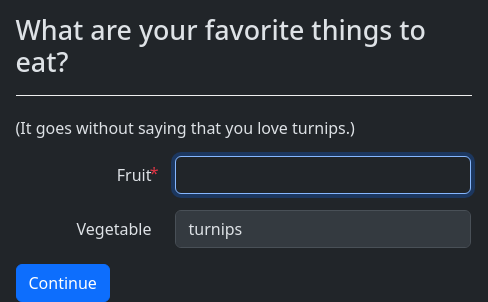 What are your favorite things to
eat?
(It goes without saying that you love turnips.)
Fruit*
Vegetable turnips
Continue